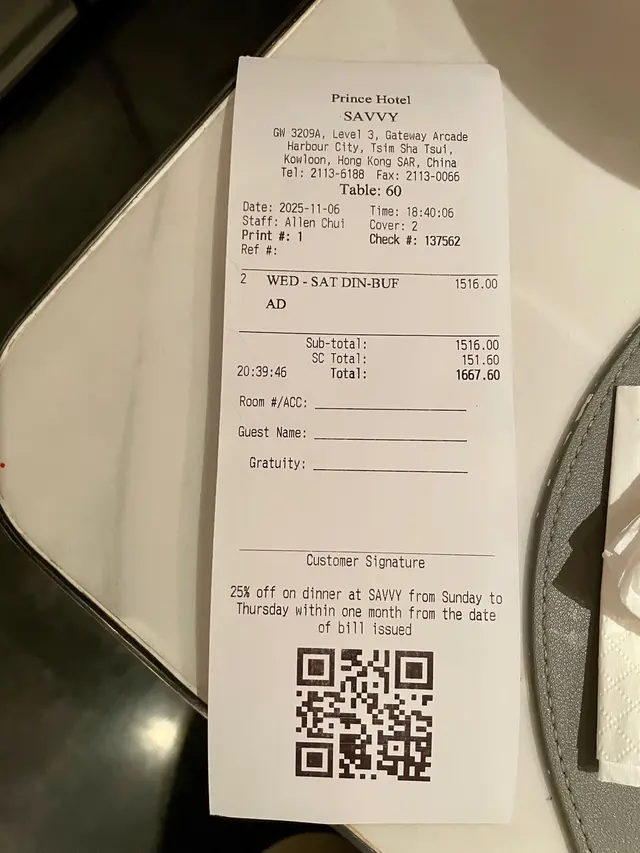 Prince Hotel
SAVVY
GW 3209A, Level 3, Gateway Arcade
Harbour City, Tsim Sha Tsui,
Kowloon, Hong Kong SAR, China
Tel: 2113-6188  Fax: 2113-0066
Table: 60
Date: 2025-11-06  Time: 18:40:06
Staff: Allen Chui  Cover: 2
Print #: 1  Check #: 137562
Ref #:
2  WED - SAT DIN-BUF  1516.00
AD
Sub-total:  1516.00
SC Total:  151.60
20:39:46  Total:  1667.60
Room #/ACC:
Guest Name:
Gratuity:
Customer Signature
25% off on dinner at SAVVY from Sunday to
Thursday within one month from the date
of bill issued